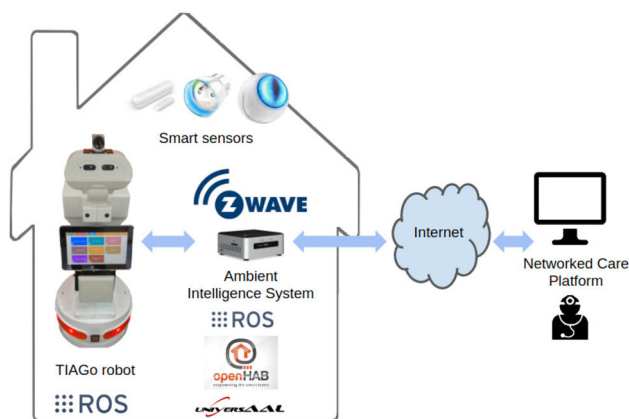 Smart sensors
Z WAVE
Internet
Ambient
Intelligence System
Networked Care
Platform
ROS
TIAGo robot
openHAB
empowering the smart home
ROS
UNIVERSAAL